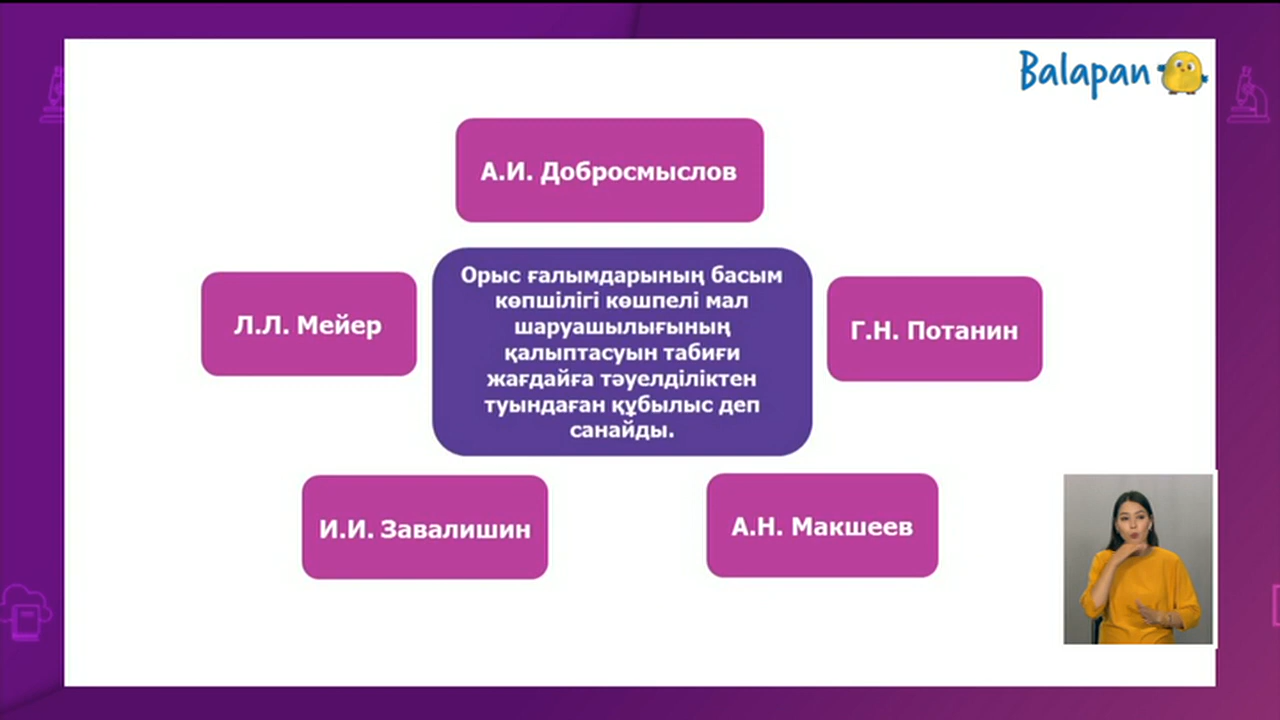 Balapan
А.И. Добросмыслов
Орыс ғалымдарының басым
көпшілігі көшпелі мал
шаруашылығының
қалыптасуын табиғи
жағдайға тәуелділіктен
туындаған құбылыс деп
санайды.
Л.Л. Мейер
Г.Н. Потанин
И.И. Завалишин
А.Н. Макшеев